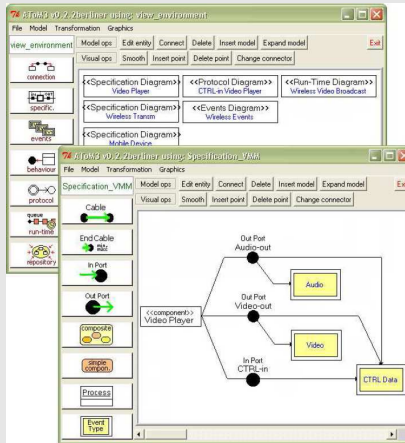 AToM3 v0.2.2berliner using: view_environment
File Model Transformation Graphics
view_environment
Model ops Edit entity Connect Delete Insert model Expand model Exit
Visual ops Smooth Insert point Delete point Change connector
connection
specific.
events
behaviour
protocol
queue
run-time
repository
<<Specification Diagram>>
Video Player
<<Protocol Diagram>>
CTRL-in Video Player
<<Run-Time Diagram>>
Wireless Video Broadcast
<<Specification Diagram>>
Wireless Transm
<<Events Diagram>>
Wireless Events
<<Specification Diagram>>
Mobile Device
AToM3 v0.2.2berliner using: Specification_VMM
File Model Transformation Graphics
Specification_VMM
Model ops Edit entity Connect Delete Insert model Expand model Ex
Visual ops Smooth Insert point Delete point Change connector
Cable
End Cable
In Port
Out Port
composite
simple
compon.
Process
Event
Type
<<component>>
Video Player
Out Port
Audio-out
Audio
Out Port
Video-out
Video
In Port
CTRL-in
CTRL Data